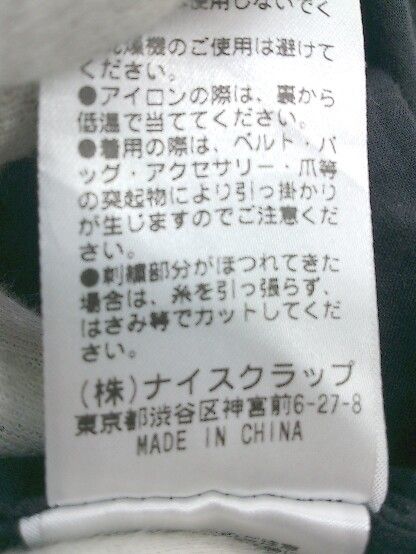 使用しないでく
燥機のご使用は避けて
ください。
●アイロンの際は、裏から
低温で当ててください。
●着用の際は、ベルト・バ
ッグ・アクセサリー・爪等
の突起物により引っ掛かり
が生じますのでご注意くだ
さい。
●刺繍部分がほつれてきた
場合は、糸を引っ張らず、
はさみ等でカットしてくだ
さい。
(株)ナイスクラップ
東京都渋谷区神宮前6-27-8
MADE IN CHINA